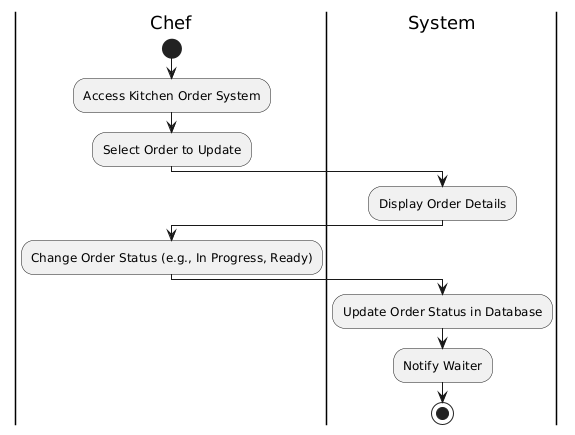 Chef
System
Access Kitchen Order System
Select Order to Update
Display Order Details
Change Order Status (e.g., In Progress, Ready)
Update Order Status in Database
Notify Waiter